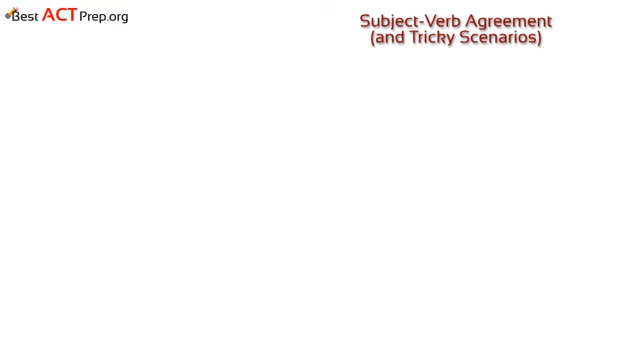 Best ACT Prep.org
Subject-Verb Agreement
(and Tricky Scenarios)